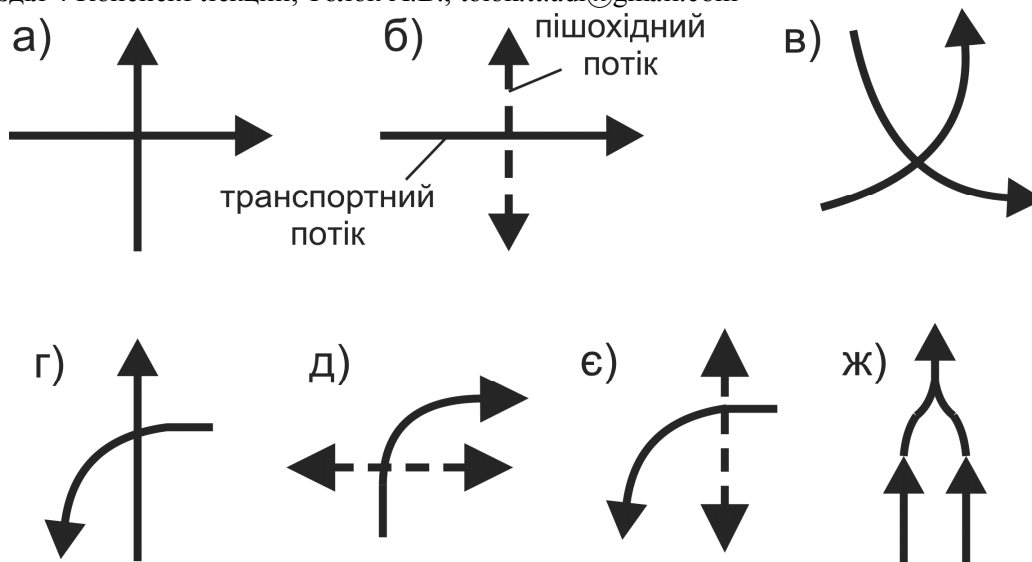 а)
б)
пішохідний
потік
в)
транспортний
потік
г)
д)
є)
ж)